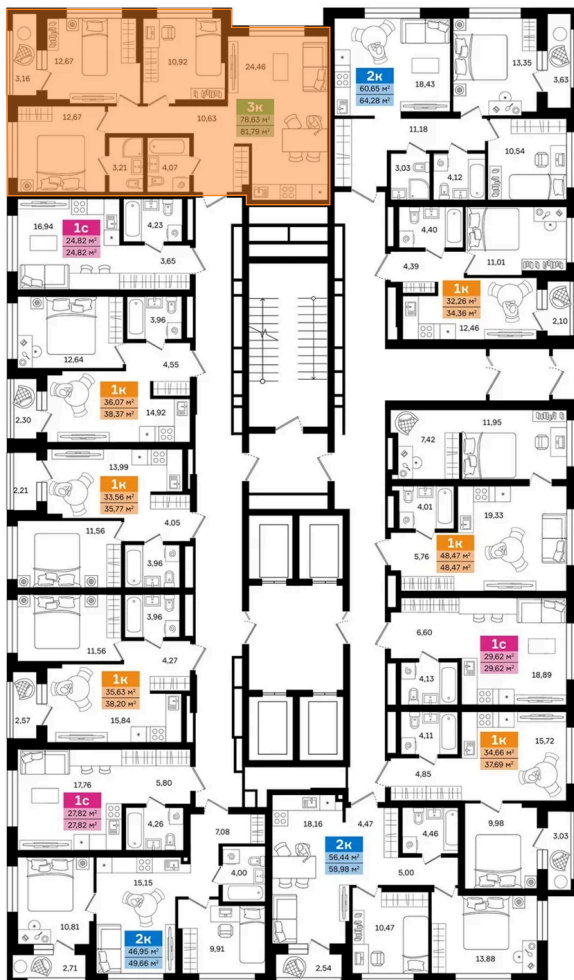 3,16
12,67
10,92
24,46
3к
78,63 м²
81,79 м²
12,67
10,63
3,21
4,07
2к
60,65 м²
64,28 м²
18,43
13,35
3,63
11,18
3,03
4,12
10,54
16,94
1с
24,82 м²
24,82 м²
4,23
3,65
4,40
11,01
4,39
1к
32,26 м²
34,36 м²
12,46
2,10
12,64
3,96
4,55
1к
36,07 м²
38,37 м²
14,92
2,30
13,99
1к
33,56 м²
35,77 м²
2,21
4,05
11,56
3,96
7,42
11,95
4,01
19,33
5,76
1к
48,47 м²
48,47 м²
3,96
11,56
4,27
1к
35,63 м²
38,20 м²
2,57
15,84
6,60
1с
29,62 м²
29,62 м²
4,13
18,89
4,11
1к
34,66 м²
37,69 м²
15,72
4,85
9,98
3,03
17,76
5,80
1с
27,82 м²
27,82 м²
4,26
7,08
4,00
15,15
10,81
2к
46,95 м²
49,66 м²
2,71
9,91
18,16
4,47
2к
56,44 м²
58,98 м²
4,46
5,00
10,47
2,54
13,88